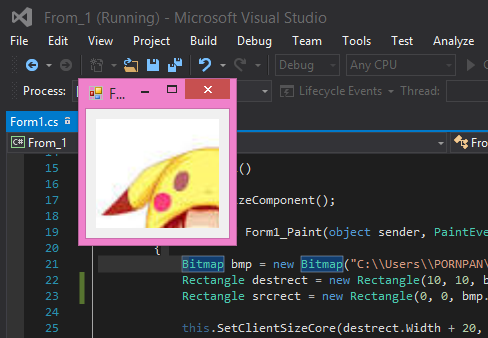 From_1 (Running) - Microsoft Visual Studio
File Edit View Project Build Debug Team Tools Test Analyze
Debug Any CPU
Process: Lifecycle Events Thread:
F...
Form1.cs
C# From_1 Fro
14
15 ()
16
17 zeComponent();
18
19 Form1_Paint(object sender, PaintEve
20 {
21 Bitmap bmp = new Bitmap("C:\\Users\\PORNPAN\
22 Rectangle destrect = new Rectangle(10, 10, b
23 Rectangle srcrect = new Rectangle(0, 0, bmp.
24
25 this.SetClientSizeCore(destrect.Width + 20,